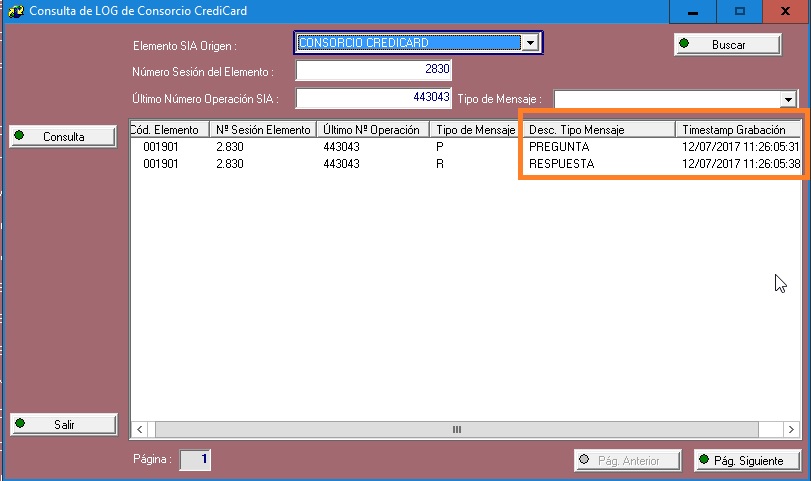 Consulta de LOG de Consorcio CrediCard
Elemento SIA Origen : CONSORCIO CREDICARD Buscar
Número Sesión del Elemento : 2830
Último Número Operación SIA : 443043 Tipo de Mensaje :
Consulta
Cód. Elemento Nº Sesión Elemento Último Nº Operación Tipo de Mensaje Desc. Tipo Mensaje Timestamp Grabación
001901 2.830 443043 P PREGUNTA 12/07/2017 11:26:05:31
001901 2.830 443043 R RESPUESTA 12/07/2017 11:26:05:38
Salir
Página : 1 Pág. Anterior Pág. Siguiente